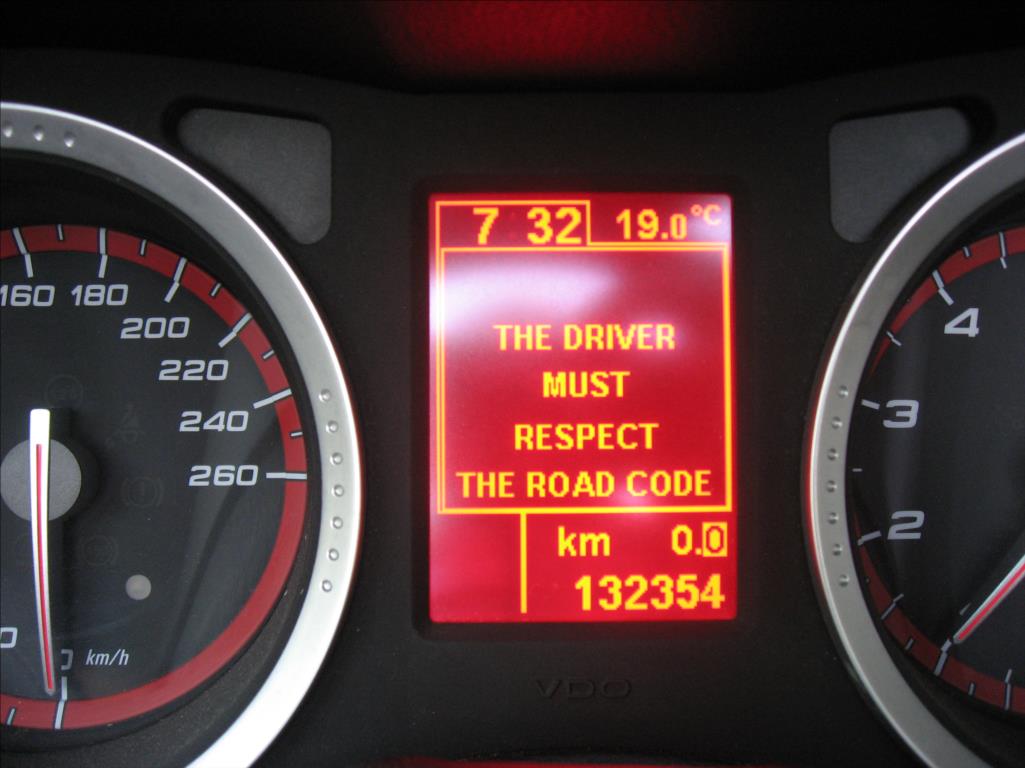 7 32 19.0°C
THE DRIVER
MUST
RESPECT
THE ROAD CODE
km 0.0
132354
160 180
200
220
240
260
km/h
4
3
2
VDO